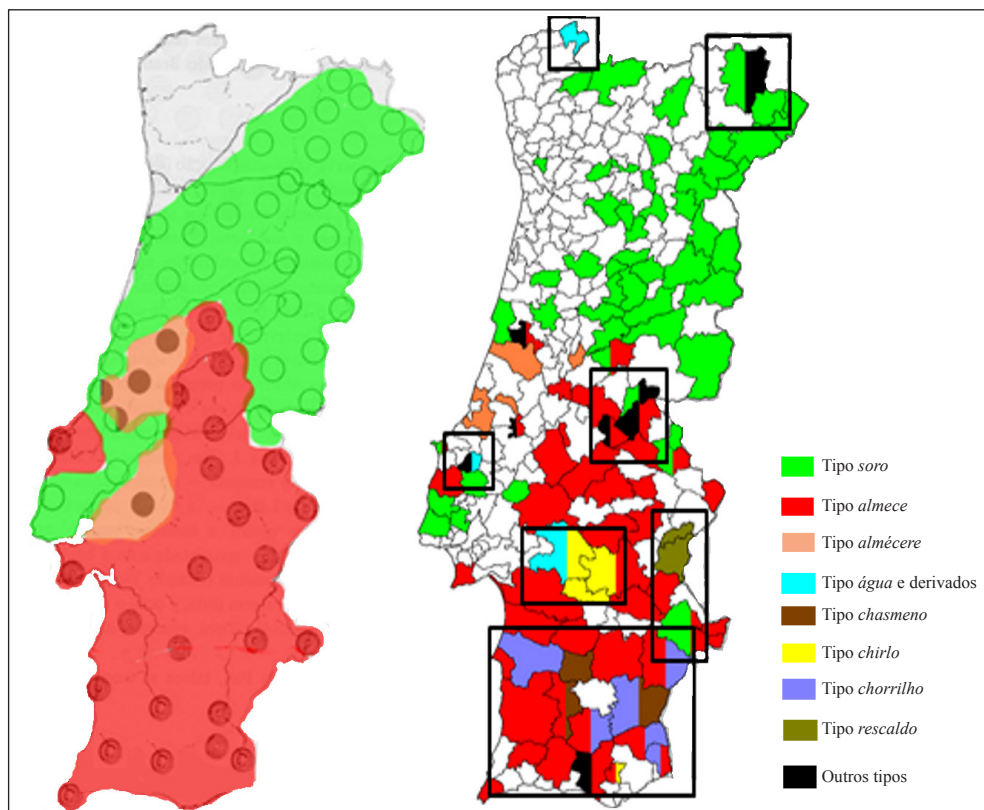 Tipo soro
Tipo almece
Tipo almécere
Tipo água e derivados
Tipo chasmeno
Tipo chirlo
Tipo chorrilho
Tipo rescaldo
Outros tipos